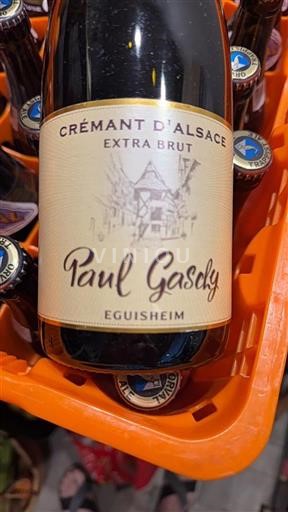 CRÉMANT D'ALSACE
EXTRA BRUT
Paul Gaschy
EGUISHEIM